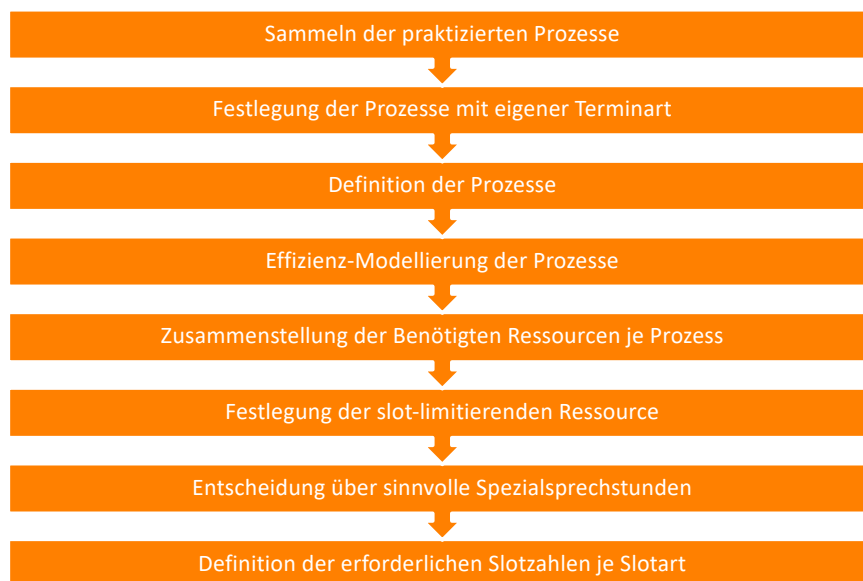 Sammeln der praktizierten Prozesse
Festlegung der Prozesse mit eigener Terminart
Definition der Prozesse
Effizienz-Modellierung der Prozesse
Zusammenstellung der Benötigten Ressourcen je Prozess
Festlegung der slot-limitierenden Ressource
Entscheidung über sinnvolle Spezialsprechstunden
Definition der erforderlichen Slotzahlen je Slotart